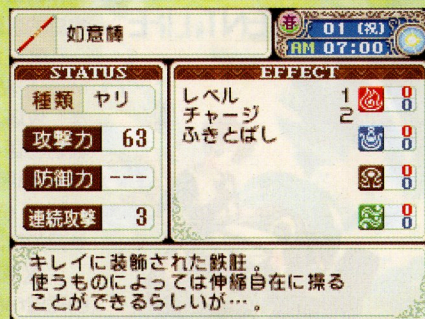 如意棒
春 01 (祝)
AM 07:00
STATUS
種類 ヤリ
攻撃力 63
防御力 ---
連続攻撃 3
EFFECT
レベル 1
チャージ 2
ふきとばし
0
0
0
0
0
0
0
0
キレイに装飾された鉄駐。
使うものによっては伸縮自在に操る
ことができるらしいが…。